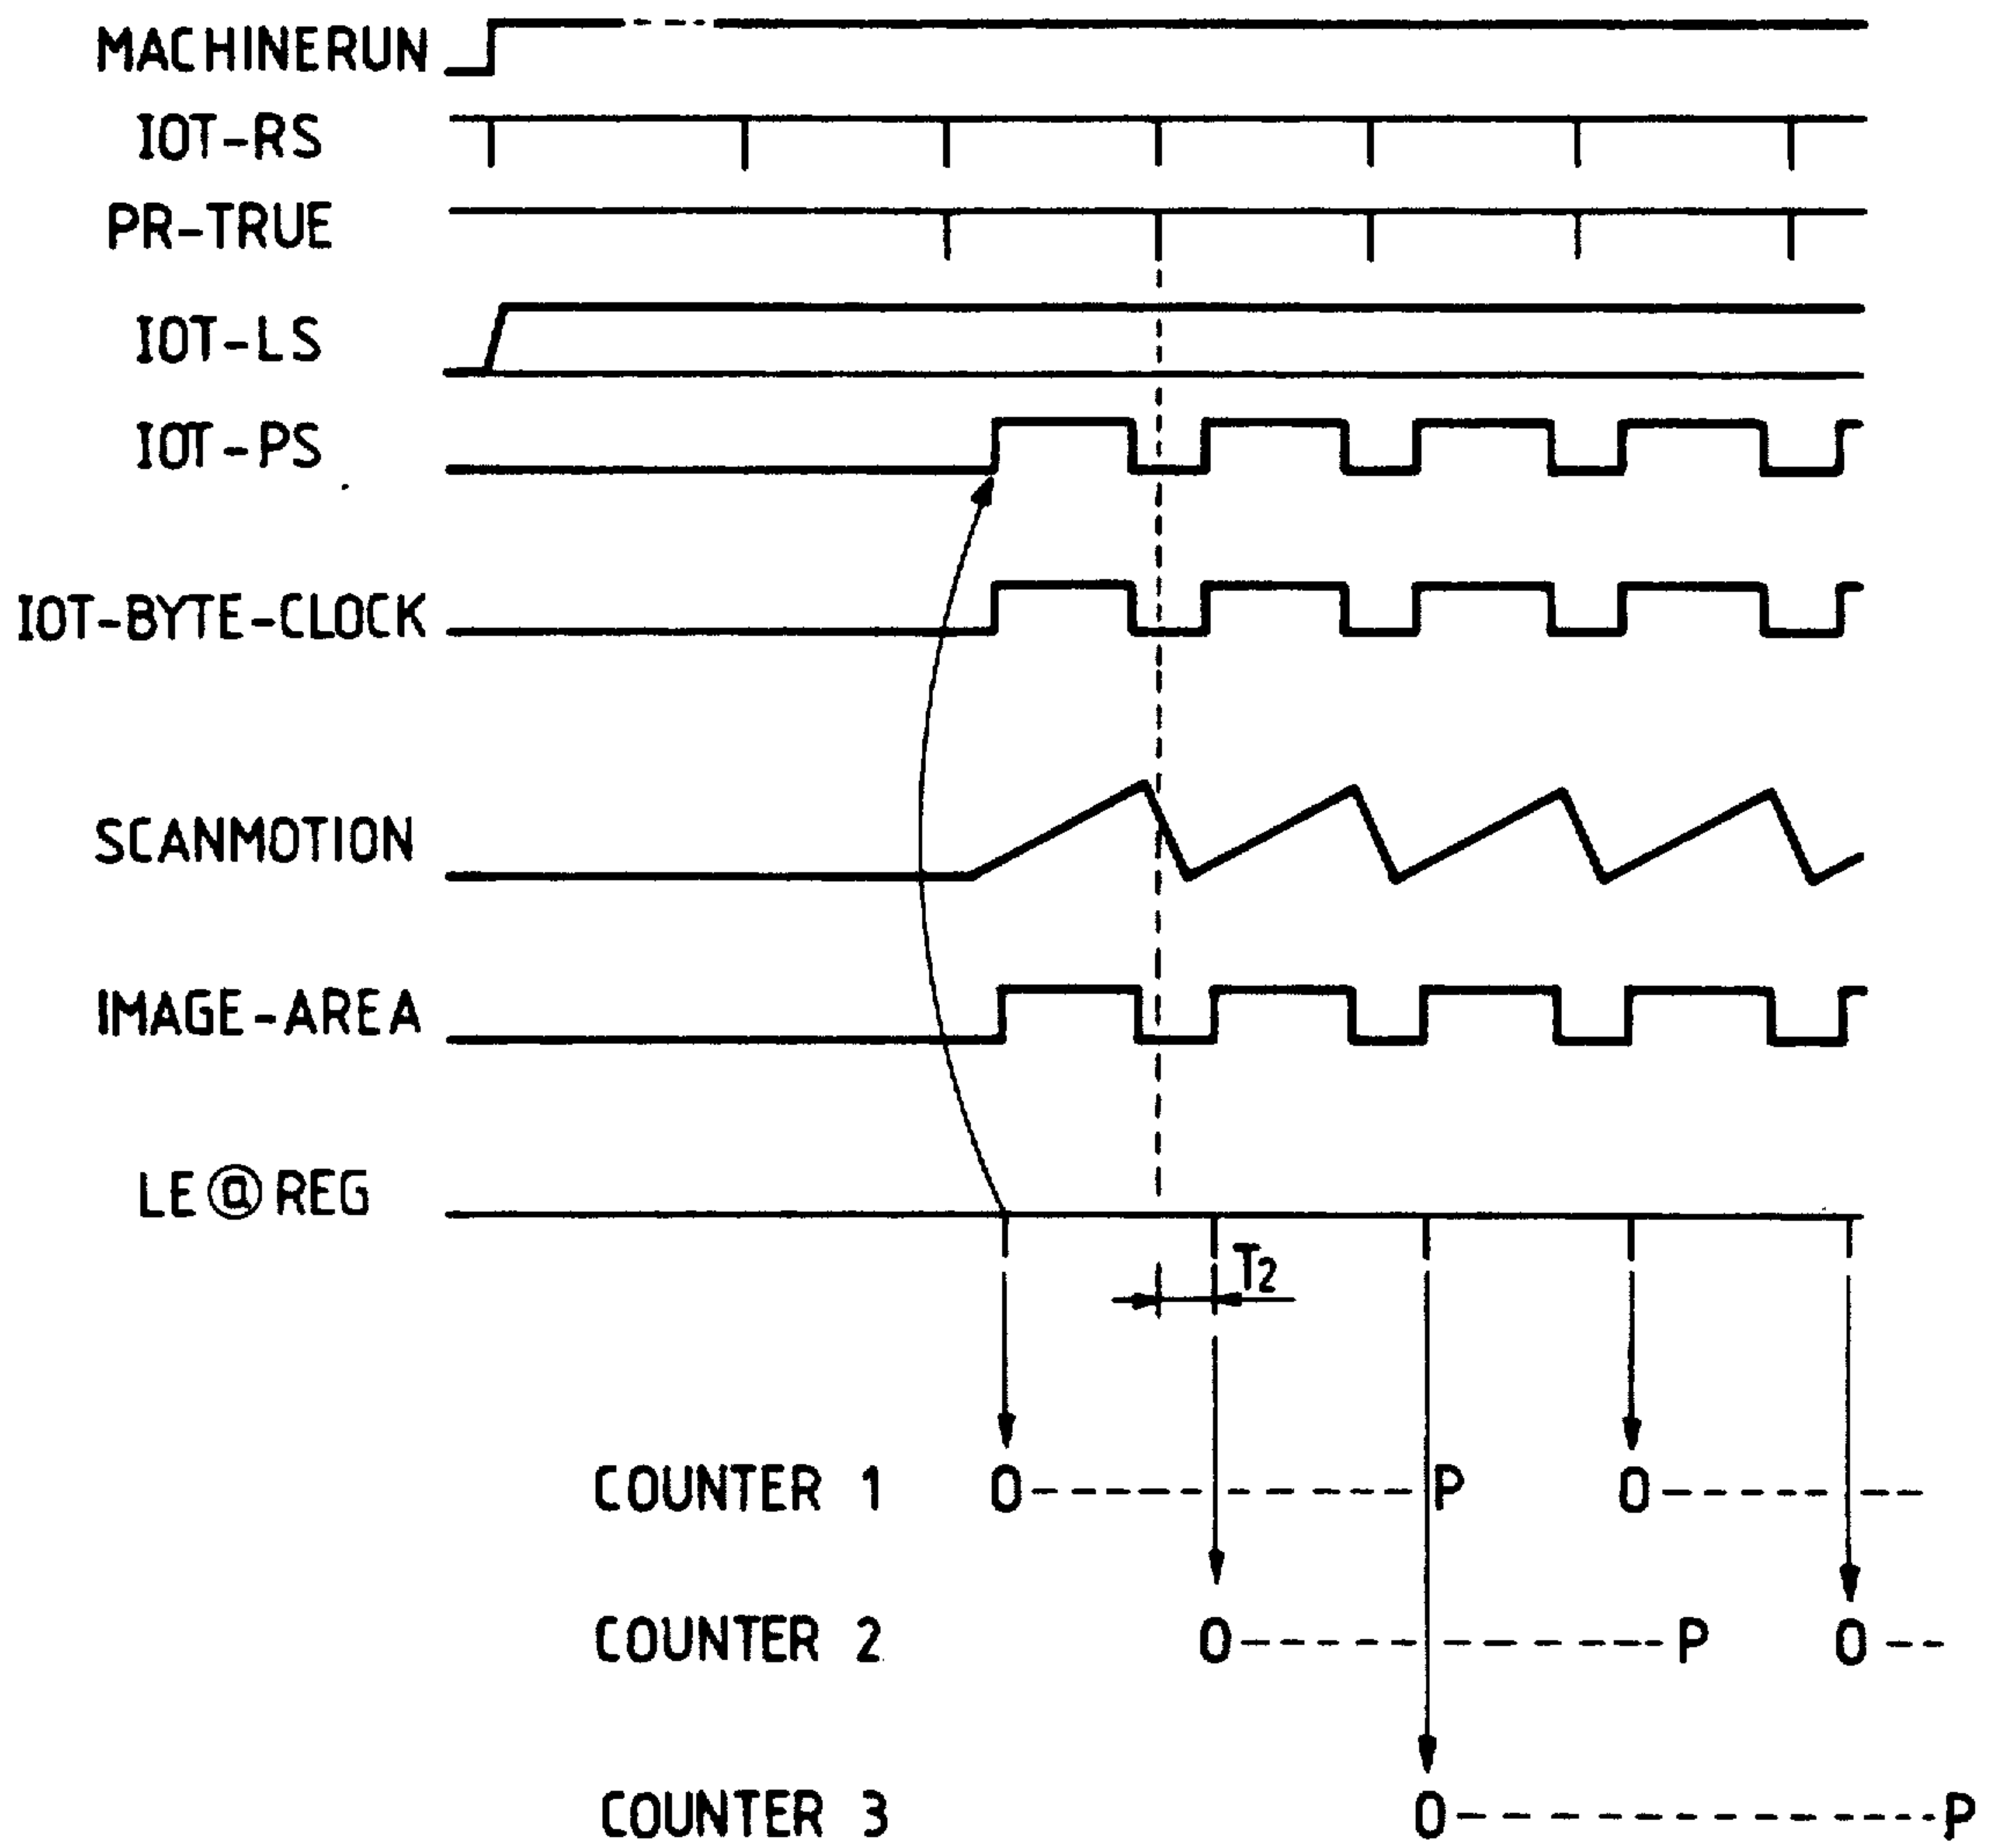 MACHINERUN
IOT-RS
PR-TRUE
IOT-LS
IOT-PS
IOT-BYTE-CLOCK
SCANMOTION
IMAGE-AREA
LE@REG
T2
COUNTER 1 0 P 0
COUNTER 2 0 P 0
COUNTER 3 0 P